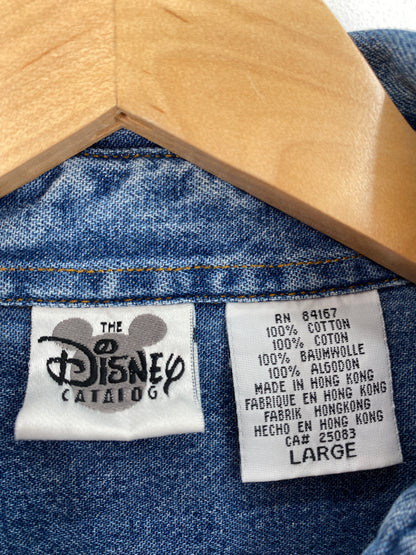 THE
Disney
CATALOG
RN 84167
100% COTTON
100% COTON
100% BAUMWOLLE
100% ALGODON
MADE IN HONG KONG
FABRIQUE EN HONG KONG
FABRIK HONGKONG
HECHO EN HONG KONG
CA# 25083
LARGE